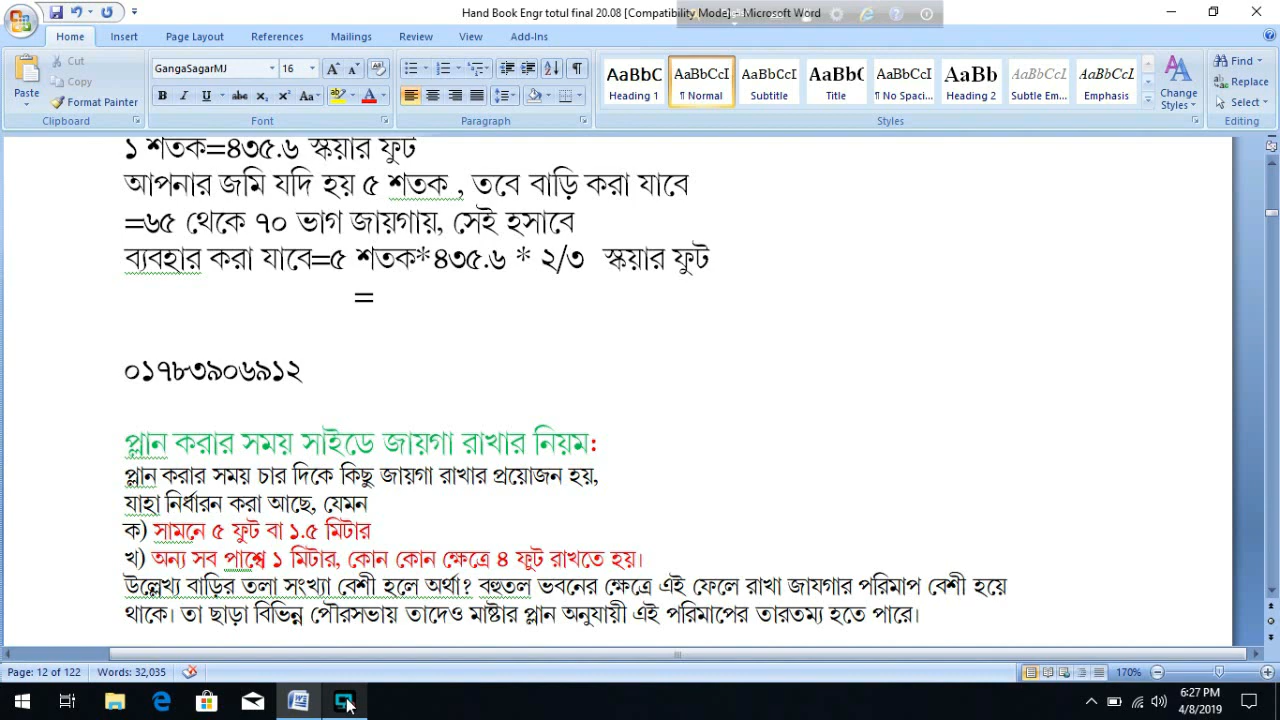 Hand Book Engr totul final 20.08 [Compatibility Mode] - Microsoft Word
Home Insert Page Layout References Mailings Review View Add-Ins
Paste
Cut
Copy
Format Painter
Clipboard
GangaSagarMJ 16
B I U abc x₂ x² Aa
Font
Paragraph
AaBbC AaBbCcI AaBbCcI AaBb( AaBbCcI AaBb AaBbCcI AaBbCcI
Heading 1 ¶ Normal Subtitle Title ¶ No Spaci... Heading 2 Subtle Em... Emphasis
Change Styles
Styles
Find
Replace
Select
Editing
১ শতক=৪৩৫.৬ স্কয়ার ফুট
আপনার জমি যদি হয় ৫ শতক , তবে বাড়ি করা যাবে
=৬৫ থেকে ৭০ ভাগ জায়গায়, সেই হসাবে
ব্যবহার করা যাবে=৫ শতক*৪৩৫.৬ * ২/৩ স্কয়ার ফুট
=
০১৭৮৩৯০৬৯১২
প্লান করার সময় সাইডে জায়গা রাখার নিয়ম:
প্লান করার সময় চার দিকে কিছু জায়গা রাখার প্রয়োজন হয়,
যাহা নির্ধারন করা আছে, যেমন
ক) সামনে ৫ ফুট বা ১.৫ মিটার
খ) অন্য সব পাশ্বে ১ মিটার, কোন কোন ক্ষেত্রে ৪ ফুট রাখতে হয়।
উল্লেখ্য বাড়ির তলা সংখ্যা বেশী হলে অর্থা? বহুতল ভবনের ক্ষেত্রে এই ফেলে রাখা জাযগার পরিমাপ বেশী হয়ে
থাকে। তা ছাড়া বিভিন্ন পৌরসভায় তাদেও মাষ্টার প্লান অনুযায়ী এই পরিমাপের তারতম্য হতে পারে।
Page: 12 of 122 Words: 32,035 170%
6:27 PM
4/8/2019